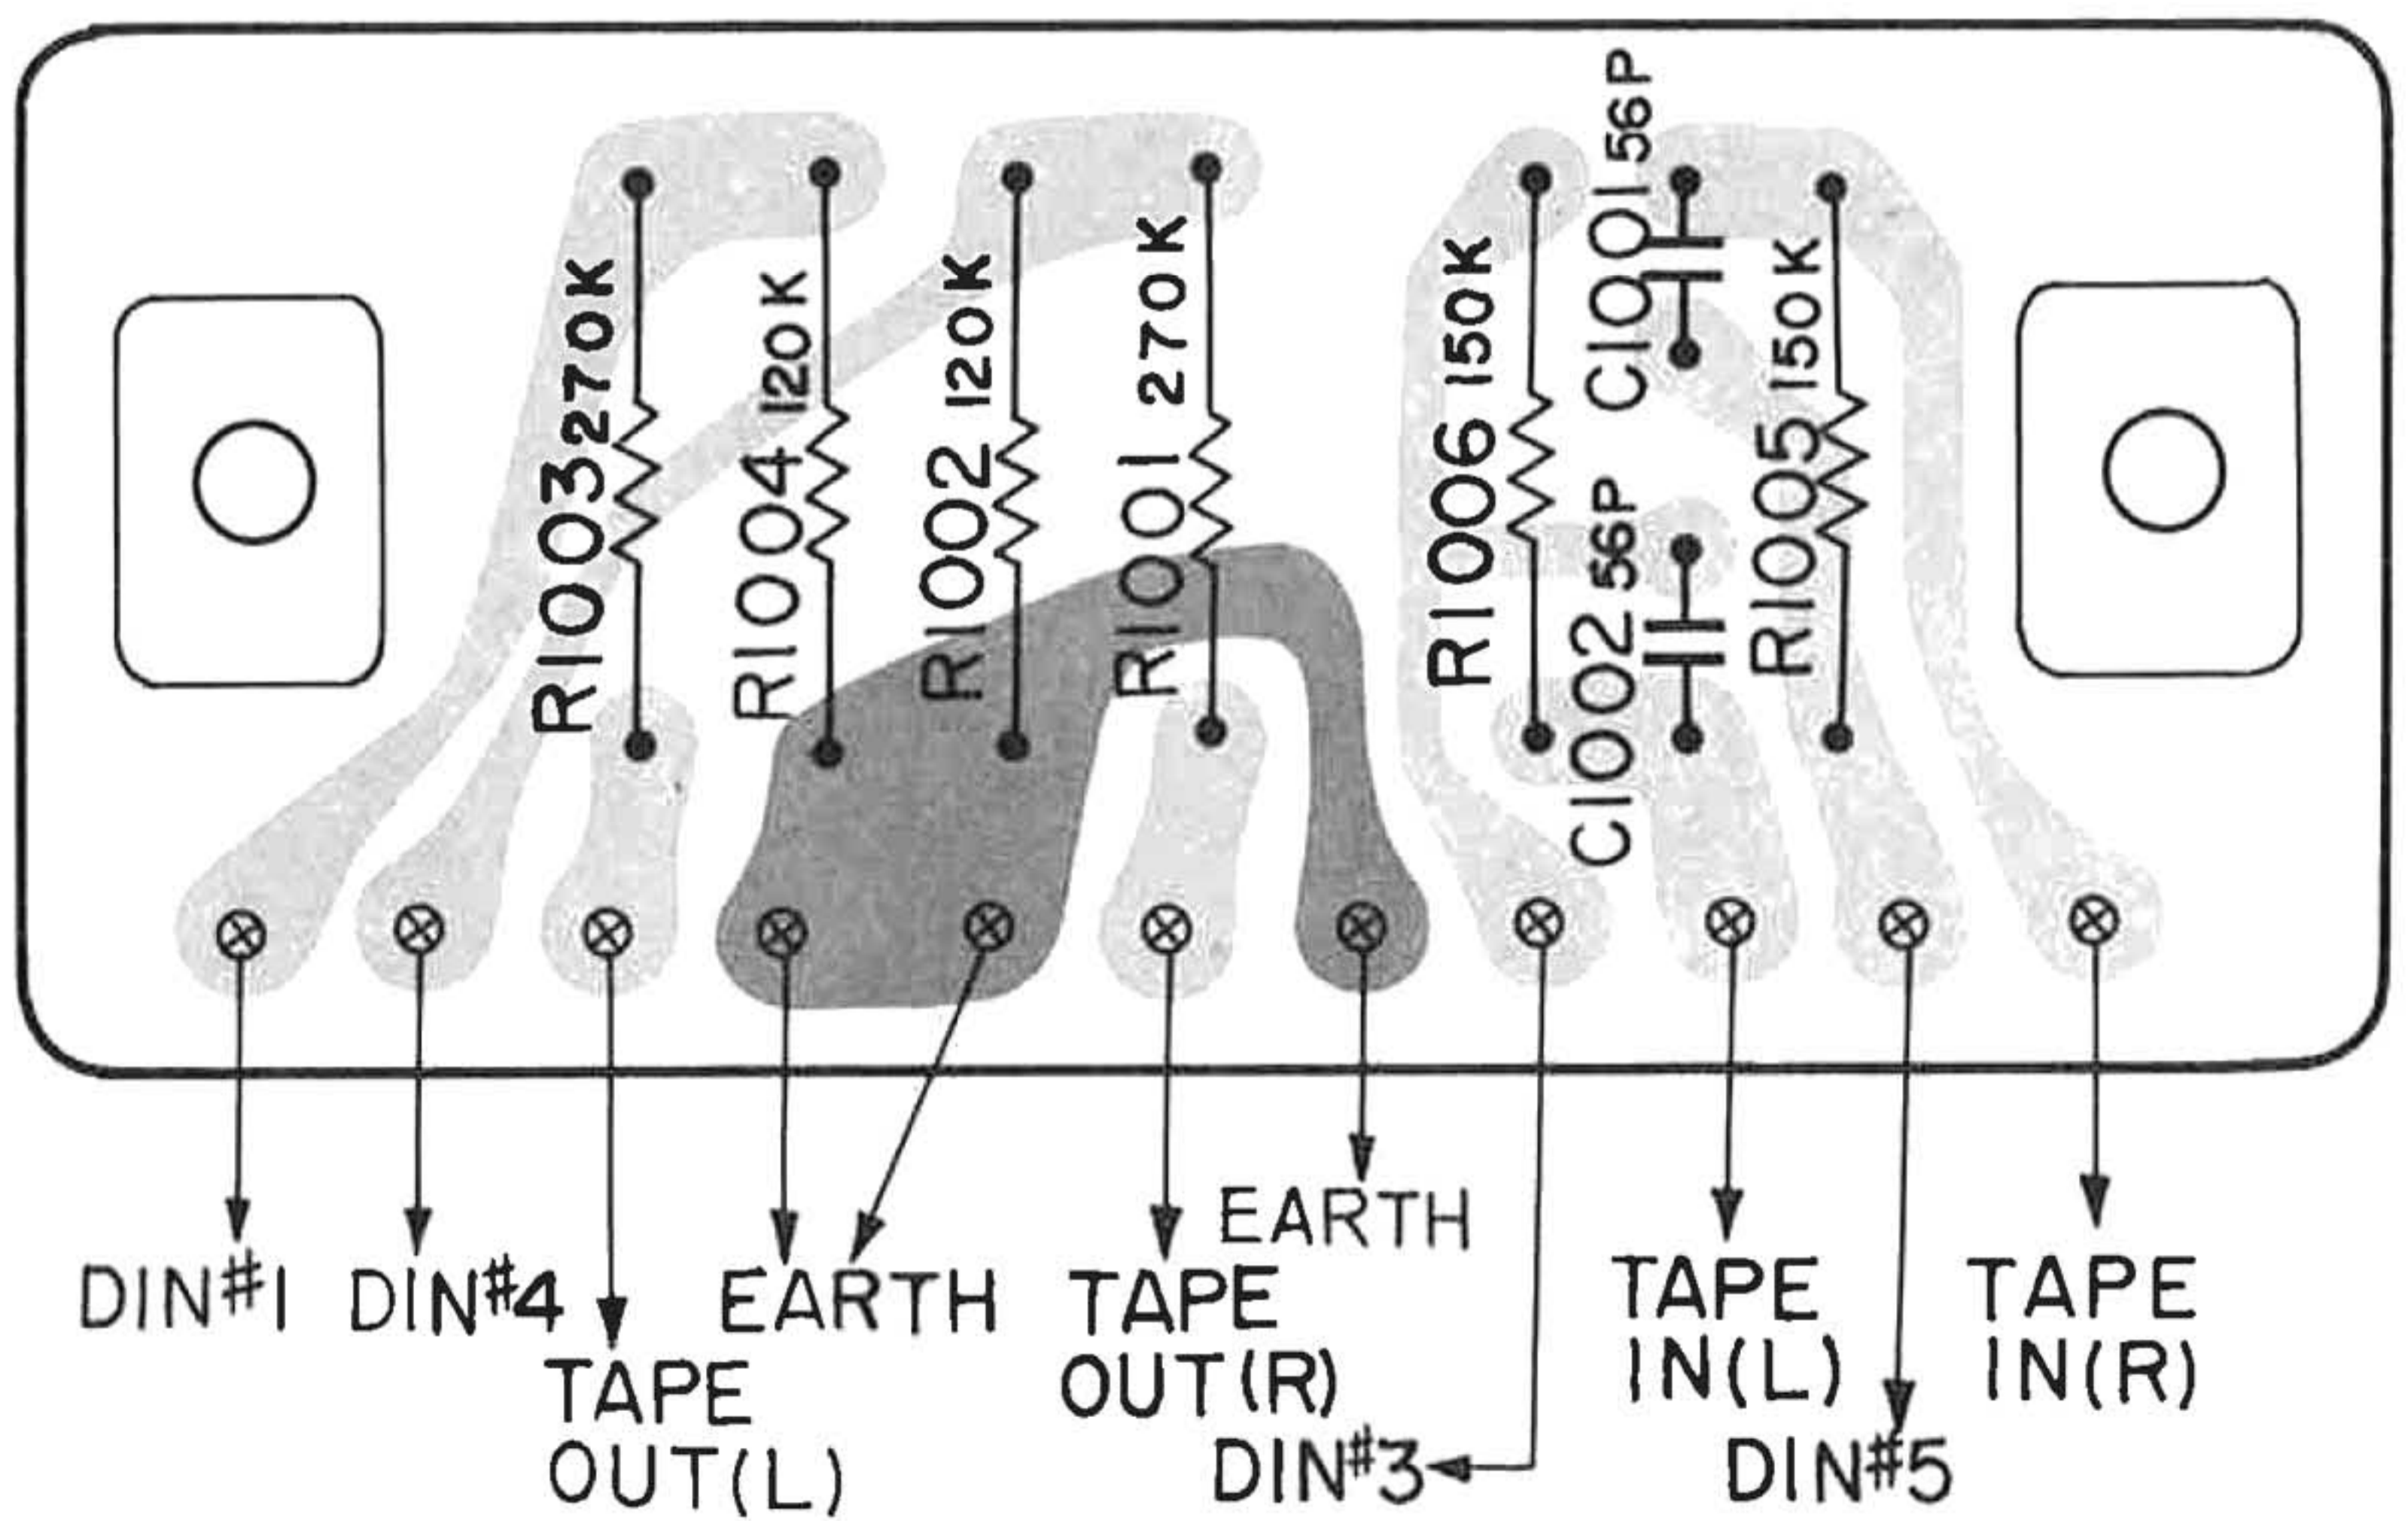 R1003 270K
R1004 120K
R1002 120K
R1001 270K
R1006 150K
C1001 56P
C1002 56P
R1005 150K
DIN#1
DIN#4
TAPE
OUT(L)
EARTH
TAPE
OUT(R)
EARTH
DIN#3
TAPE
IN(L)
DIN#5
TAPE
IN(R)